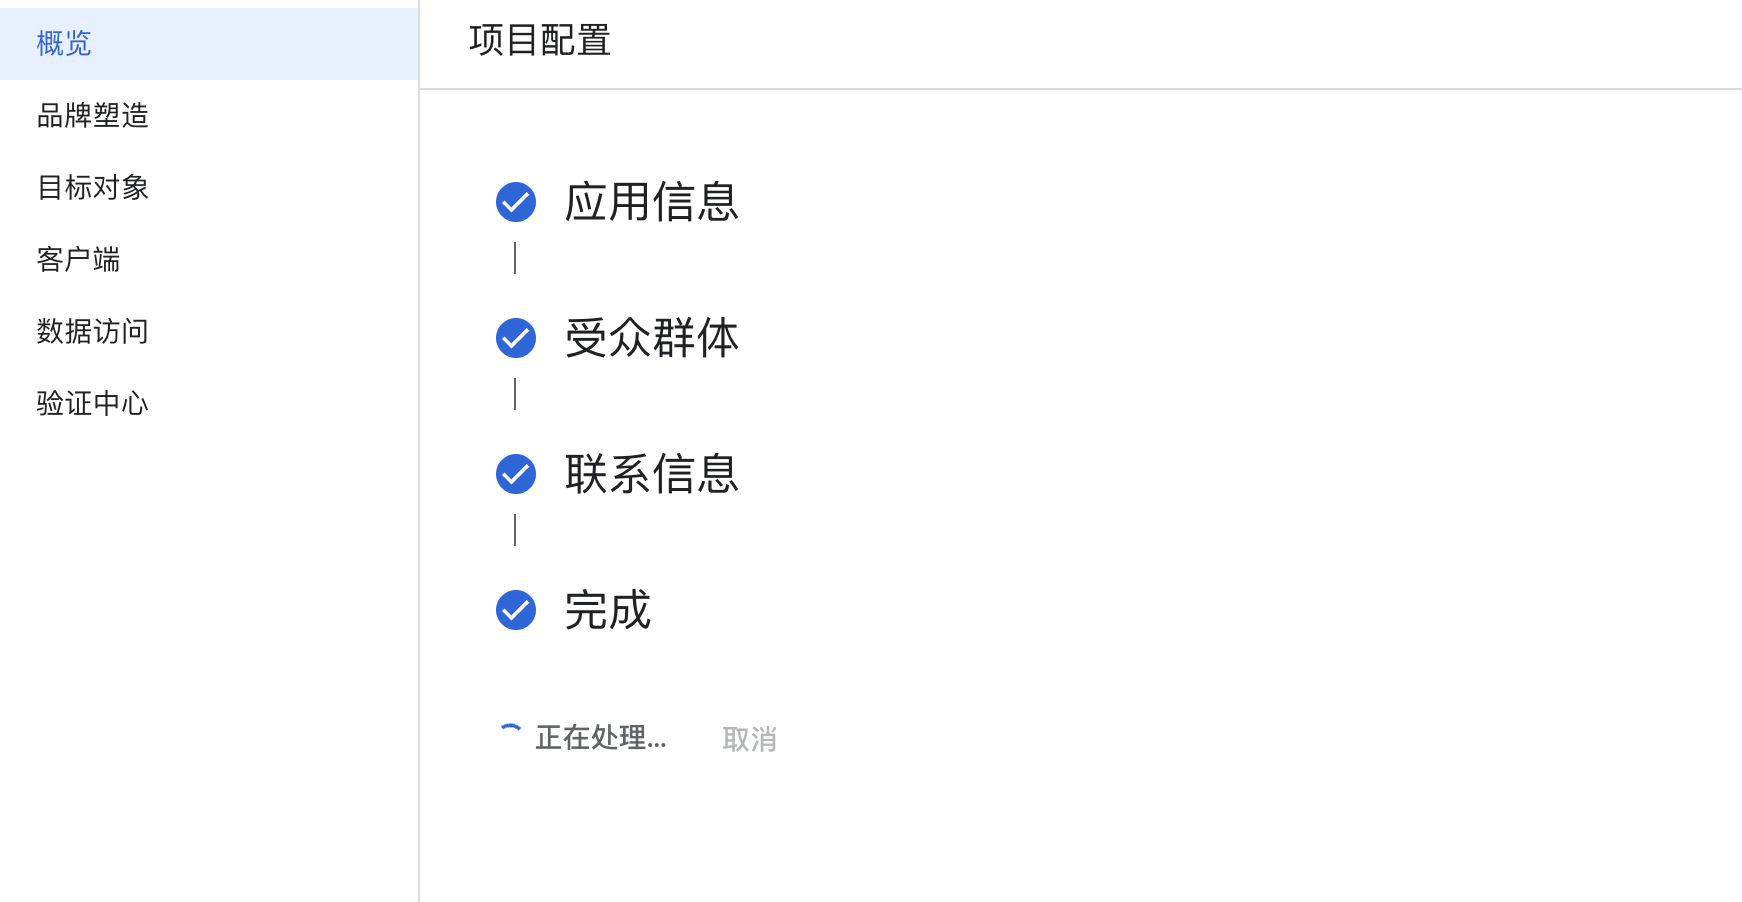 概览
品牌塑造
目标对象
客户端
数据访问
验证中心
项目配置
应用信息
受众群体
联系信息
完成
正在处理...
取消